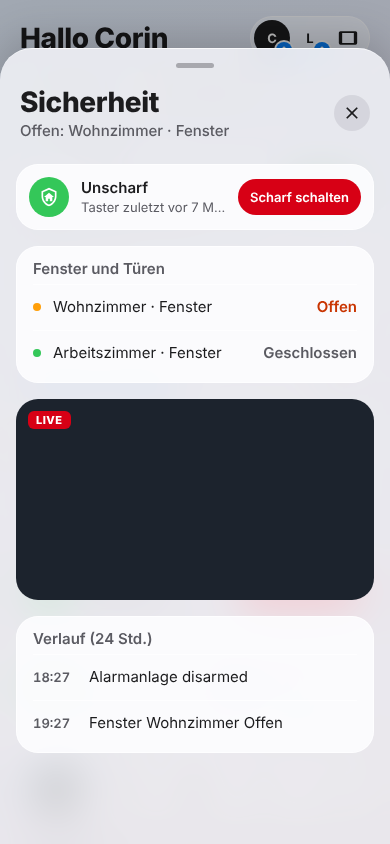 Hallo Corin
C
L
Sicherheit
Offen: Wohnzimmer · Fenster
Unscharf
Taster zuletzt vor 7 M...
Scharf schalten
Fenster und Türen
Wohnzimmer · Fenster
Offen
Arbeitszimmer · Fenster
Geschlossen
LIVE
Verlauf (24 Std.)
18:27 Alarmanlage disarmed
19:27 Fenster Wohnzimmer Offen